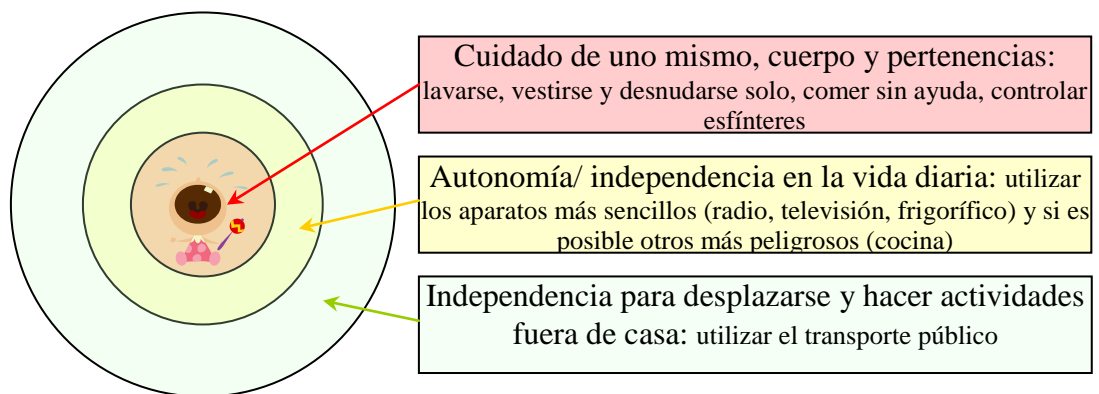 Cuidado de uno mismo, cuerpo y pertenencias:
lavarse, vestirse y desnudarse solo, comer sin ayuda, controlar
esfínteres
Autonomía/ independencia en la vida diaria: utilizar
los aparatos más sencillos (radio, televisión, frigorífico) y si es
posible otros más peligrosos (cocina)
Independencia para desplazarse y hacer actividades
fuera de casa: utilizar el transporte público